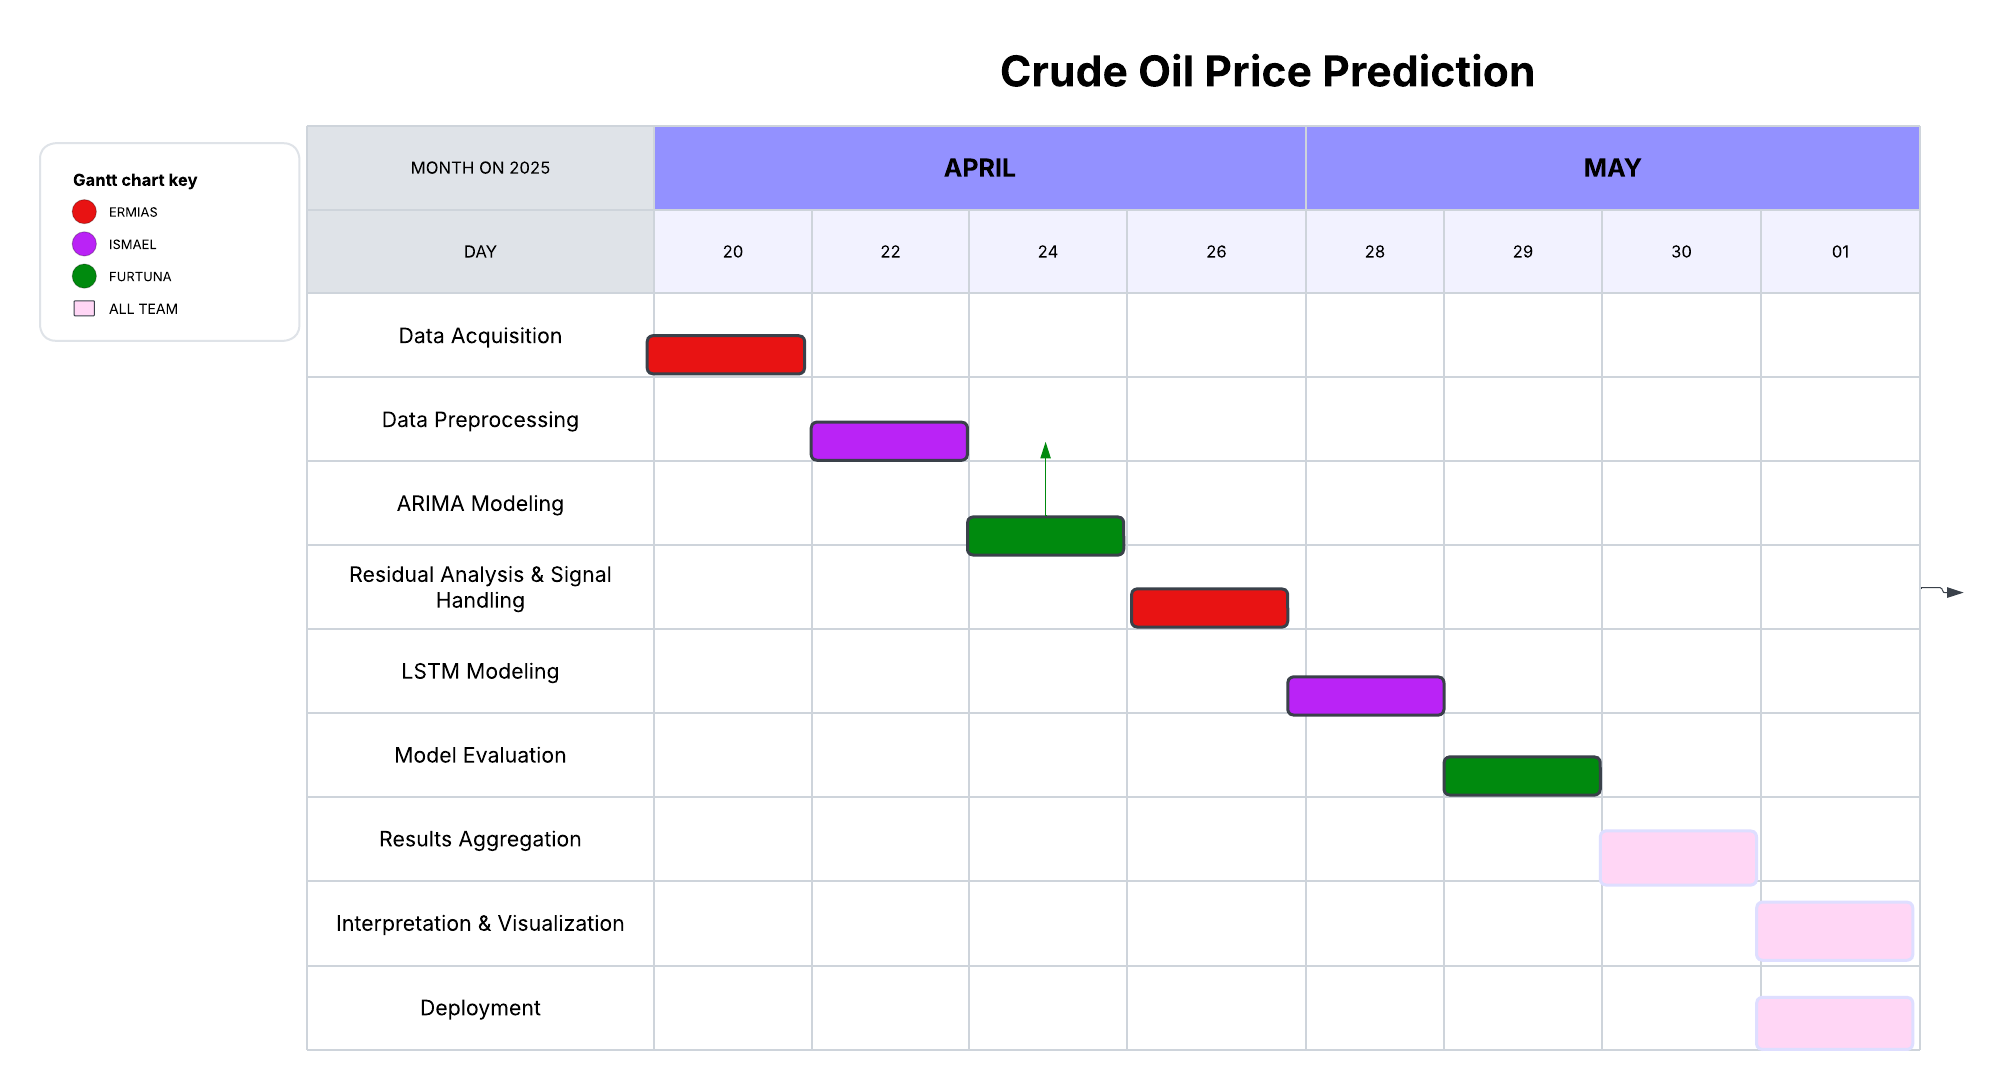 Crude Oil Price Prediction
Gantt chart key
ERMIAS
ISMAEL
FURTUNA
ALL TEAM
MONTH ON 2025
APRIL
MAY
DAY
20
22
24
26
28
29
30
01
Data Acquisition
Data Preprocessing
ARIMA Modeling
Residual Analysis & Signal
Handling
LSTM Modeling
Model Evaluation
Results Aggregation
Interpretation & Visualization
Deployment